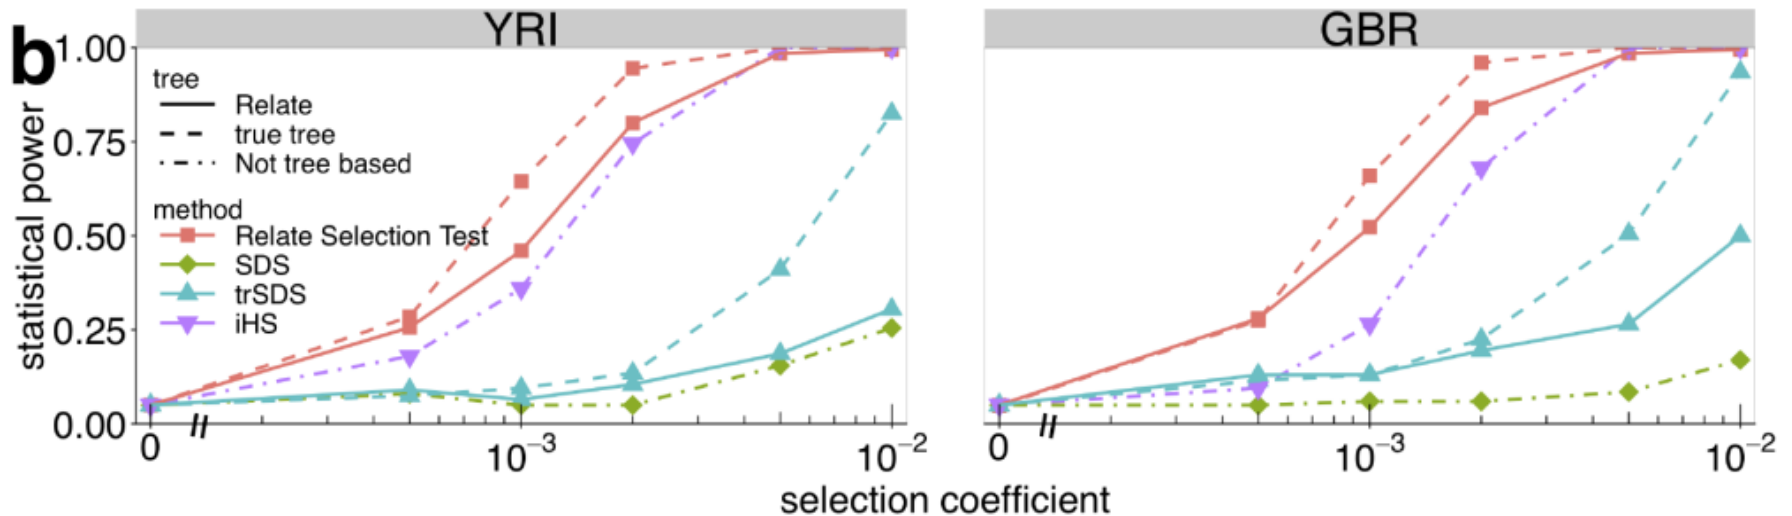 b
YRI
GBR
statistical power
1.00
0.75
0.50
0.25
0.00
tree
Relate
true tree
Not tree based
method
Relate Selection Test
SDS
trSDS
iHS
0 // 10⁻³ 10⁻²
0 // 10⁻³ 10⁻²
selection coefficient